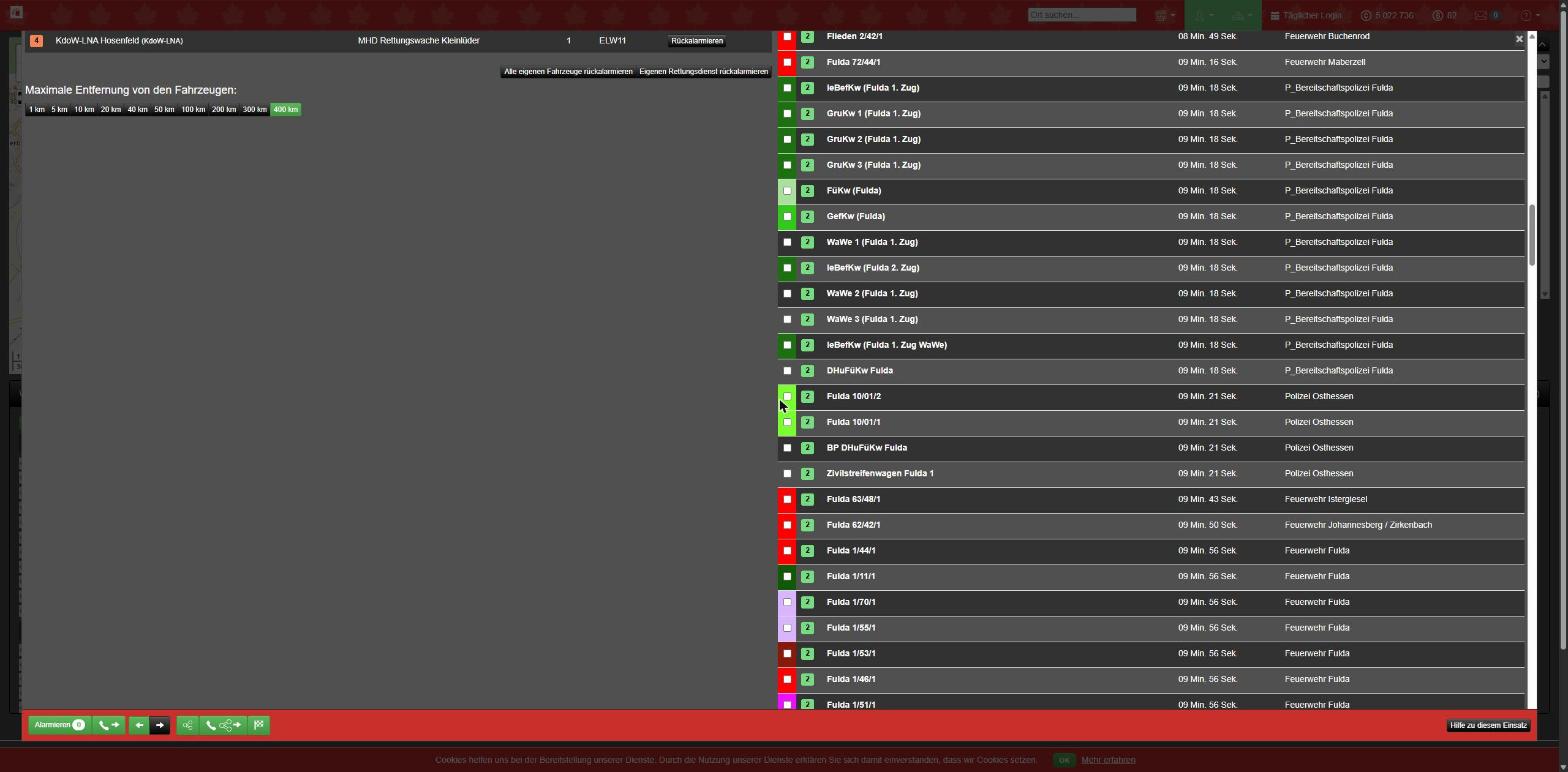 Ort suchen...
Täglicher Login
5 022 736
82
0
4 KdoW-LNA Hosenfeld (KdoW-LNA) MHD Rettungswache Kleinlüder 1 ELW11 Rückalarmieren
Alle eigenen Fahrzeuge rückalarmieren Eigenen Rettungsdienst rückalarmieren
Maximale Entfernung von den Fahrzeugen:
1 km 5 km 10 km 20 km 40 km 50 km 100 km 200 km 300 km 400 km
2 Flieden 2/42/1 08 Min. 49 Sek. Feuerwehr Buchenrod
2 Fulda 72/44/1 09 Min. 16 Sek. Feuerwehr Maberzell
2 leBefKw (Fulda 1. Zug) 09 Min. 18 Sek. P_Bereitschaftspolizei Fulda
2 GruKw 1 (Fulda 1. Zug) 09 Min. 18 Sek. P_Bereitschaftspolizei Fulda
2 GruKw 2 (Fulda 1. Zug) 09 Min. 18 Sek. P_Bereitschaftspolizei Fulda
2 GruKw 3 (Fulda 1. Zug) 09 Min. 18 Sek. P_Bereitschaftspolizei Fulda
2 FüKw (Fulda) 09 Min. 18 Sek. P_Bereitschaftspolizei Fulda
2 GefKw (Fulda) 09 Min. 18 Sek. P_Bereitschaftspolizei Fulda
2 WaWe 1 (Fulda 1. Zug) 09 Min. 18 Sek. P_Bereitschaftspolizei Fulda
2 leBefKw (Fulda 2. Zug) 09 Min. 18 Sek. P_Bereitschaftspolizei Fulda
2 WaWe 2 (Fulda 1. Zug) 09 Min. 18 Sek. P_Bereitschaftspolizei Fulda
2 WaWe 3 (Fulda 1. Zug) 09 Min. 18 Sek. P_Bereitschaftspolizei Fulda
2 leBefKw (Fulda 1. Zug WaWe) 09 Min. 18 Sek. P_Bereitschaftspolizei Fulda
2 DHuFüKw Fulda 09 Min. 18 Sek. P_Bereitschaftspolizei Fulda
2 Fulda 10/01/2 09 Min. 21 Sek. Polizei Osthessen
2 Fulda 10/01/1 09 Min. 21 Sek. Polizei Osthessen
2 BP DHuFüKw Fulda 09 Min. 21 Sek. Polizei Osthessen
2 Zivilstreifenwagen Fulda 1 09 Min. 21 Sek. Polizei Osthessen
2 Fulda 63/48/1 09 Min. 43 Sek. Feuerwehr Istergiesel
2 Fulda 62/42/1 09 Min. 50 Sek. Feuerwehr Johannesberg / Zirkenbach
2 Fulda 1/44/1 09 Min. 56 Sek. Feuerwehr Fulda
2 Fulda 1/11/1 09 Min. 56 Sek. Feuerwehr Fulda
2 Fulda 1/70/1 09 Min. 56 Sek. Feuerwehr Fulda
2 Fulda 1/55/1 09 Min. 56 Sek. Feuerwehr Fulda
2 Fulda 1/53/1 09 Min. 56 Sek. Feuerwehr Fulda
2 Fulda 1/46/1 09 Min. 56 Sek. Feuerwehr Fulda
2 Fulda 1/51/1 09 Min. 56 Sek. Feuerwehr Fulda
Alarmieren 0
Hilfe zu diesem Einsatz
Cookies helfen uns bei der Bereitstellung unserer Dienste. Durch die Nutzung unserer Dienste erklären Sie sich damit einverstanden, dass wir Cookies setzen. OK Mehr erfahren